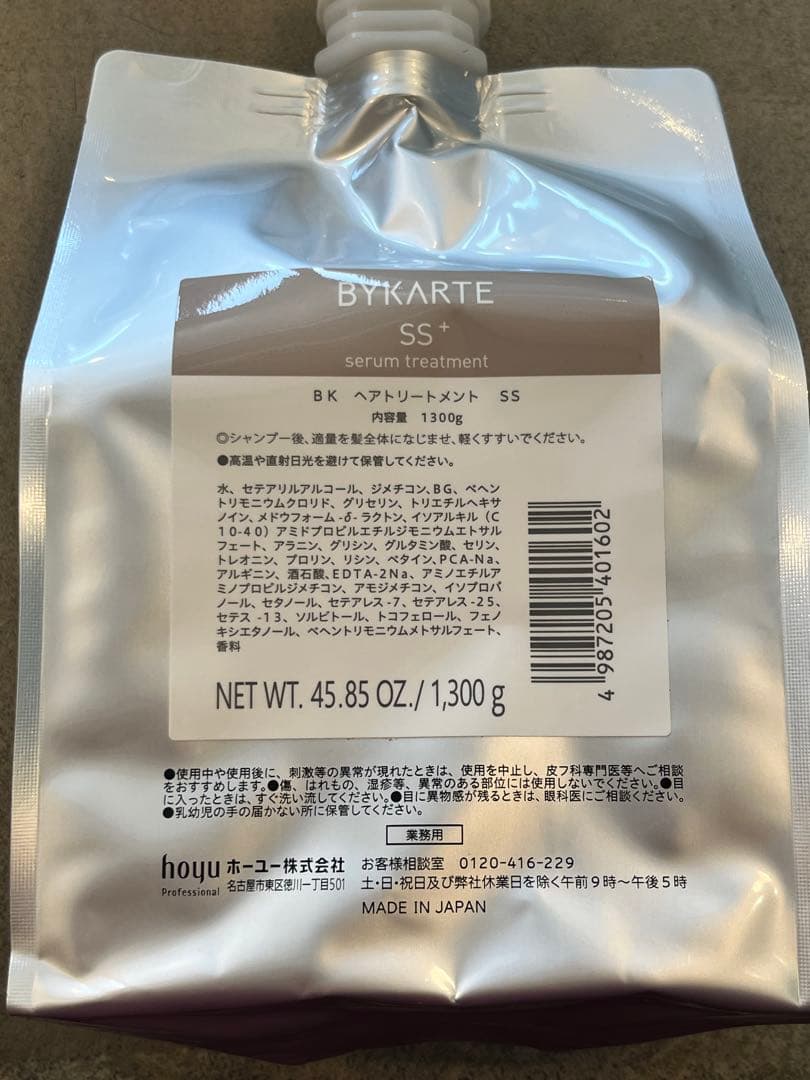 BYKARTE
SS+
serum treatment
BK ヘアトリートメント SS
内容量 1300g
◎シャンプー後、適量を髪全体になじませ、軽くすすいでください。
●高温や直射日光を避けて保管してください。
水、セテアリルアルコール、ジメチコン、BG、ベヘン
トリモニウムクロリド、グリセリン、トリエチルヘキサ
ノイン、メドウフォーム-δ-ラクトン、イソアルキル(C
10-40)アミドプロピルエチルジモニウムエトサル
フェート、アラニン、グリシン、グルタミン酸、セリン、
トレオニン、プロリン、リシン、ベタイン、PCA-Na、
アルギニン、酒石酸、EDTA-2Na、アミノエチルア
ミノプロピルジメチコン、アモジメチコン、イソプロパ
ノール、セタノール、セテアレス-7、セテアレス-25、
セテス-13、ソルビトール、トコフェロール、フェノ
キシエタノール、ベヘントリモニウムメトサルフェート、
香料
4 987205 401602
NET WT. 45.85 OZ./ 1,300 g
●使用中や使用後に、刺激等の異常が現れたときは、使用を中止し、皮フ科専門医等へご相談
をおすすめします。●傷、はれもの、湿疹等、異常のある部位には使用しないでください。●目
に入ったときは、すぐ洗い流してください。●目に異物感が残るときは、眼科医にご相談ください。
●乳幼児の手の届かない所に保管してください。
業務用
hoyu Professional ホーユー株式会社 お客様相談室 0120-416-229
名古屋市東区徳川一丁目501 土・日・祝日及び弊社休業日を除く午前9時〜午後5時
MADE IN JAPAN